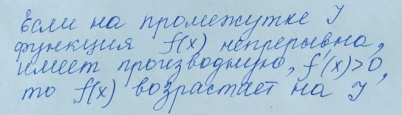 Если на промежутке I
функция f(x) непрерывна,
имеет производную, f'(x)>0,
то f(x) возрастает на I